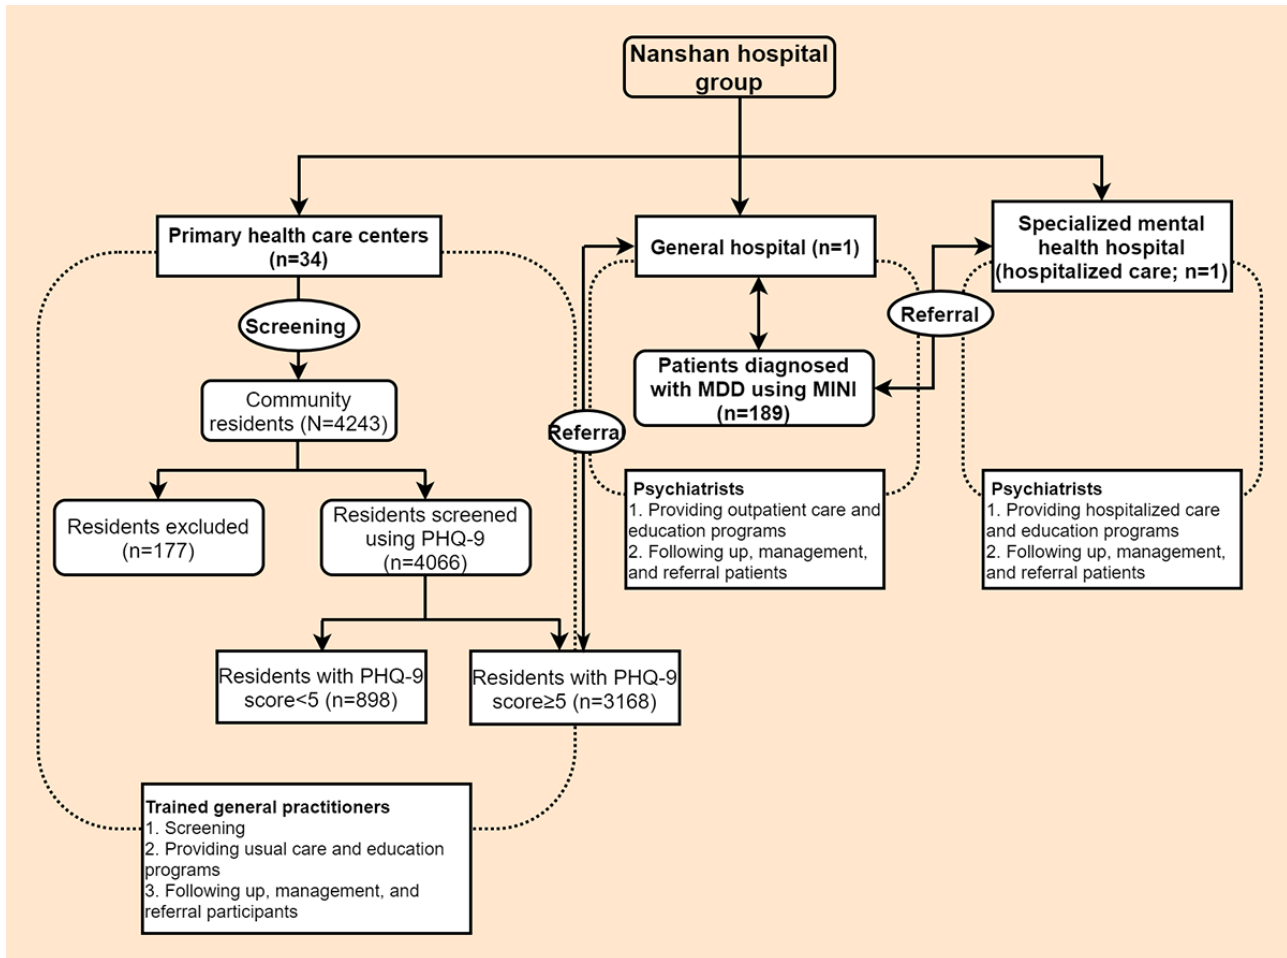 Nanshan hospital
group
Primary health care centers
(n=34)
General hospital (n=1)
Specialized mental
health hospital
(hospitalized care; n=1)
Screening
Referral
Patients diagnosed
with MDD using MINI
(n=189)
Community
residents (N=4243)
Referral
Residents excluded
(n=177)
Residents screened
using PHQ-9
(n=4066)
Psychiatrists
1. Providing outpatient care and
education programs
2. Following up, management,
and referral patients
Psychiatrists
1. Providing hospitalized care
and education programs
2. Following up, management,
and referral patients
Residents with PHQ-9
score<5 (n=898)
Residents with PHQ-9
score≥5 (n=3168)
Trained general practitioners
1. Screening
2. Providing usual care and education
programs
3. Following up, management, and
referral participants